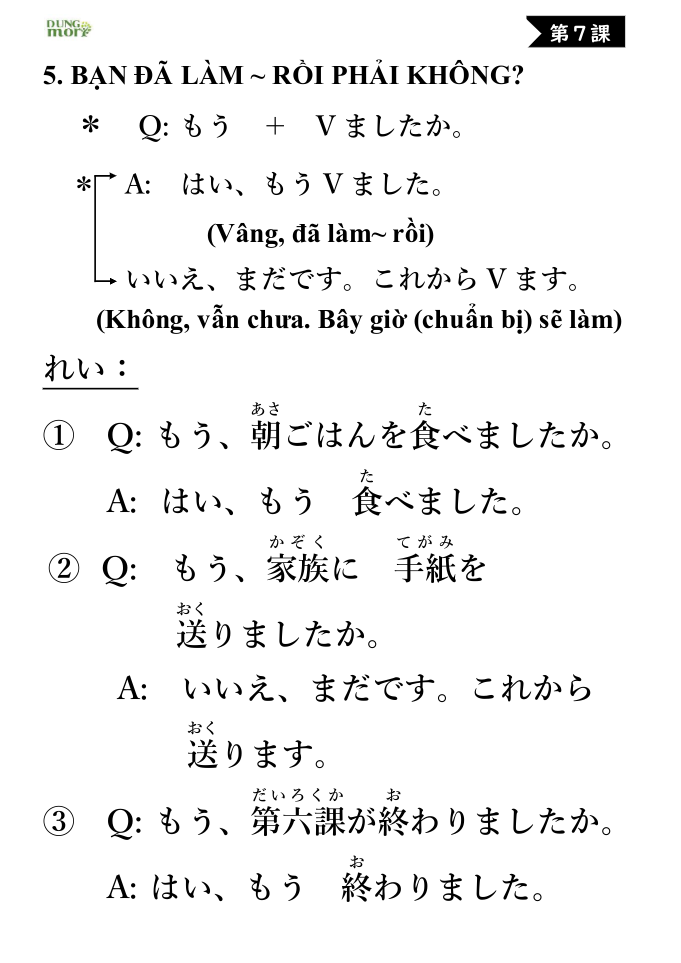 DUNG
mori
第7課
5. BẠN ĐÃ LÀM ~ RỒI PHẢI KHÔNG?
* Q: もう ＋ V ましたか。
* A: はい、もう V ました。
(Vâng, đã làm~ rồi)
いいえ、まだです。これから V ます。
(Không, vẫn chưa. Bây giờ (chuẩn bị) sẽ làm)
れい：
あさ た
① Q: もう、朝ごはんを食べましたか。
た
A: はい、もう 食べました。
かぞく てがみ
② Q: もう、家族に 手紙を
おく
送りましたか。
A: いいえ、まだです。これから
おく
送ります。
だいろくか お
③ Q: もう、第六課が終わりましたか。
お
A: はい、もう 終わりました。